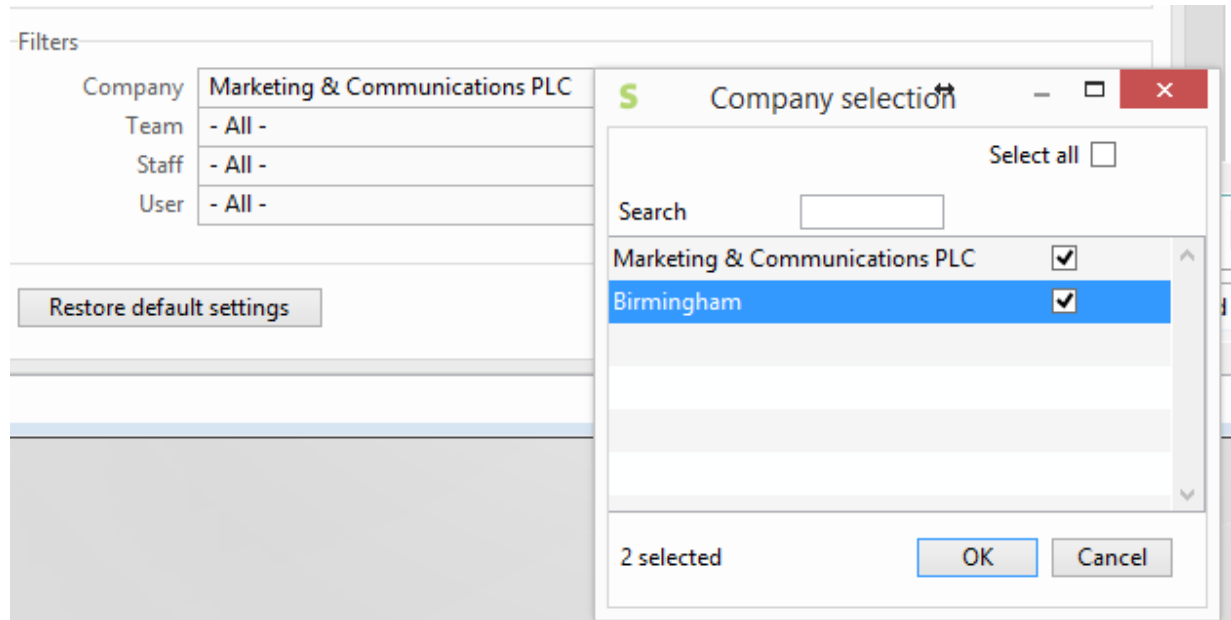 Filters
Company Marketing & Communications PLC
Team - All -
Staff - All -
User - All -
Restore default settings
S Company selection
Select all
Search
Marketing & Communications PLC
Birmingham
2 selected OK Cancel